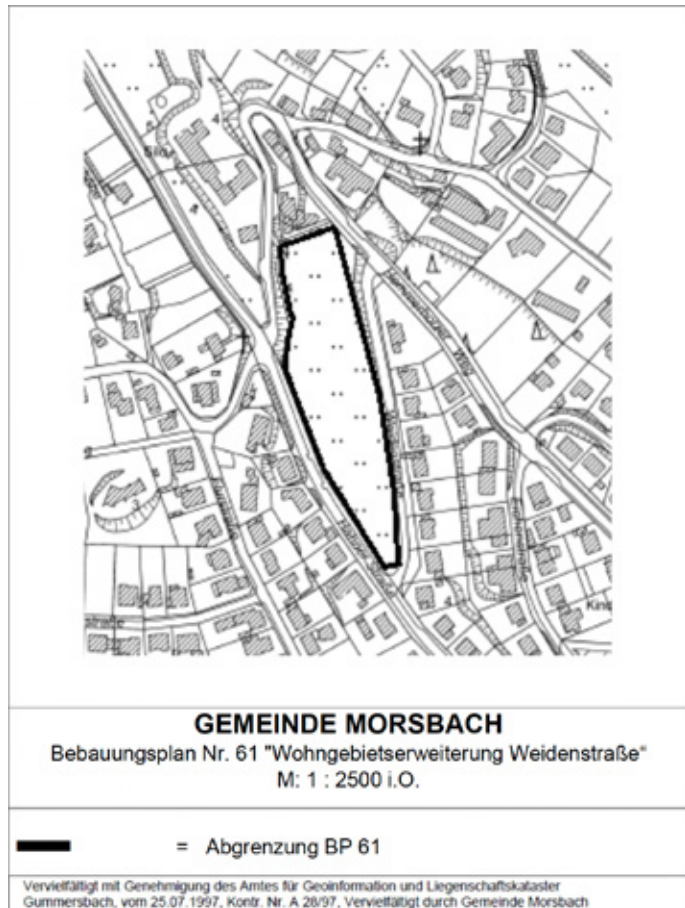 GEMEINDE MORSBACH
Bebauungsplan Nr. 61 "Wohngebietserweiterung Weidenstraße"
M: 1 : 2500 i.O.
= Abgrenzung BP 61
Vervielfältigt mit Genehmigung des Amtes für Geoinformation und Liegenschaftskataster
Gummersbach, vom 25.07.1997, Kontr. Nr. A 28/97, Vervielfältigt durch Gemeinde Morsbach